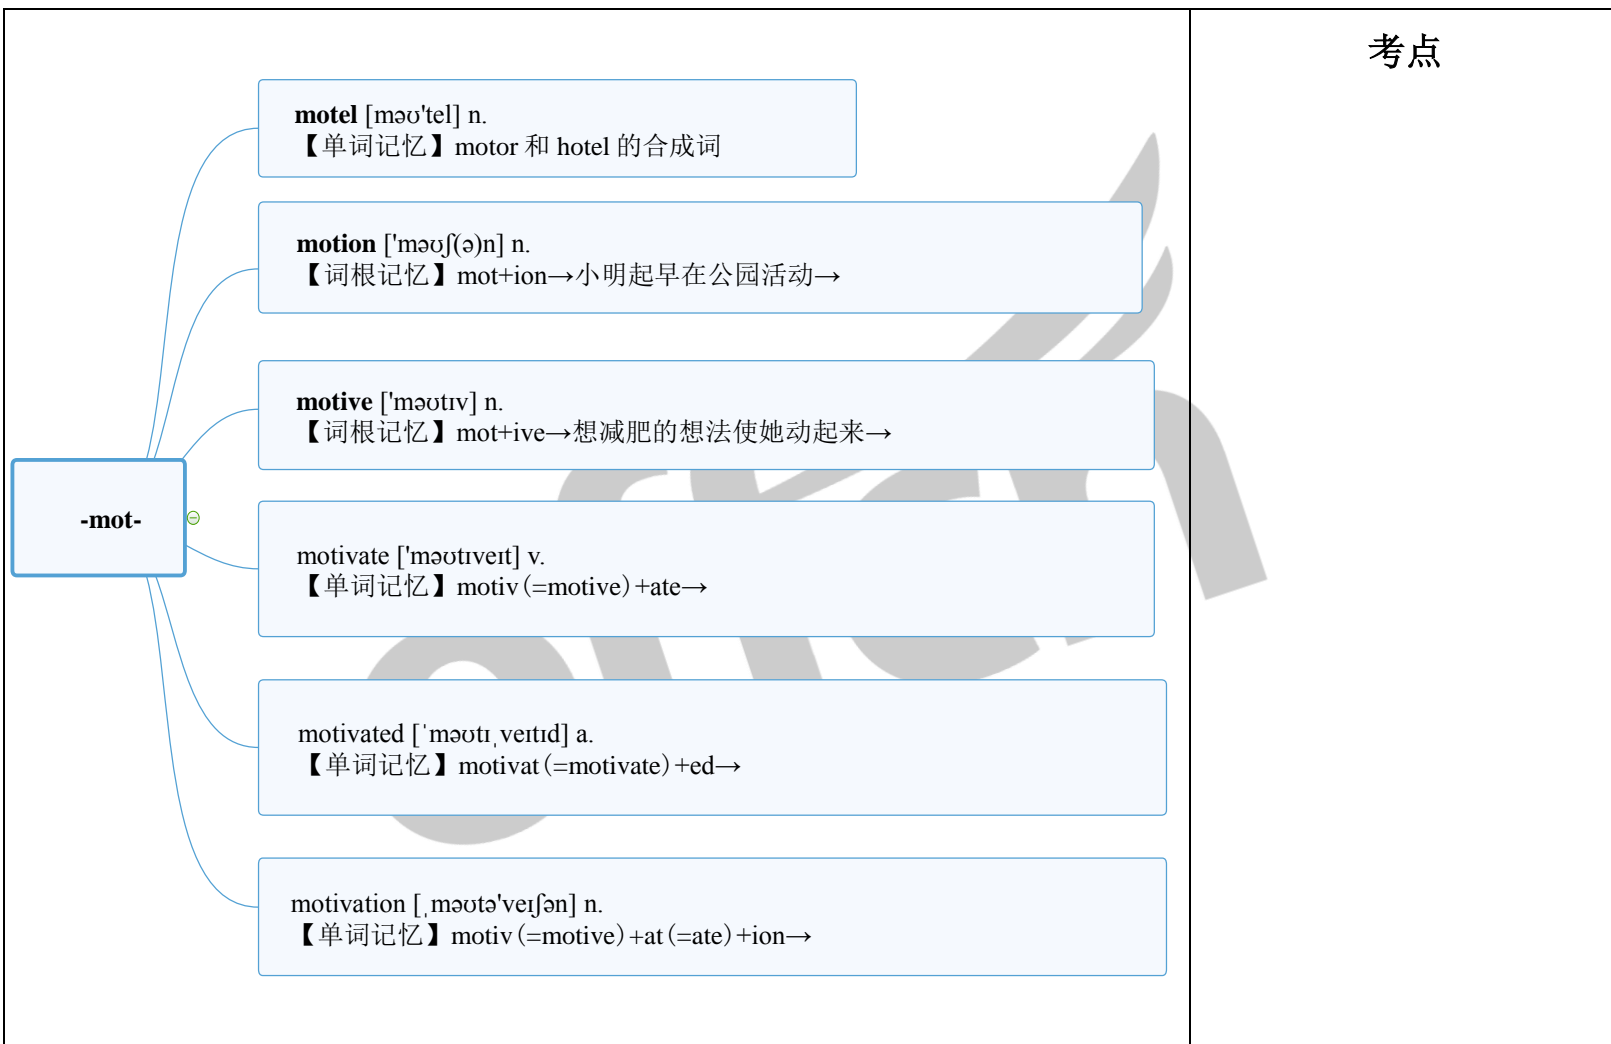 考点
motel [məʊ'tel] n.
【单词记忆】motor 和 hotel 的合成词
motion ['məʊʃ(ə)n] n.
【词根记忆】mot+ion→小明起早在公园活动→
motive ['məʊtɪv] n.
【词根记忆】mot+ive→想减肥的想法使她动起来→
-mot-
motivate ['məʊtɪveɪt] v.
【单词记忆】motiv(=motive)+ate→
motivated [ˈməʊtɪˌveɪtɪd] a.
【单词记忆】motivat(=motivate)+ed→
motivation [ˌməʊtə'veɪʃən] n.
【单词记忆】motiv(=motive)+at(=ate)+ion→